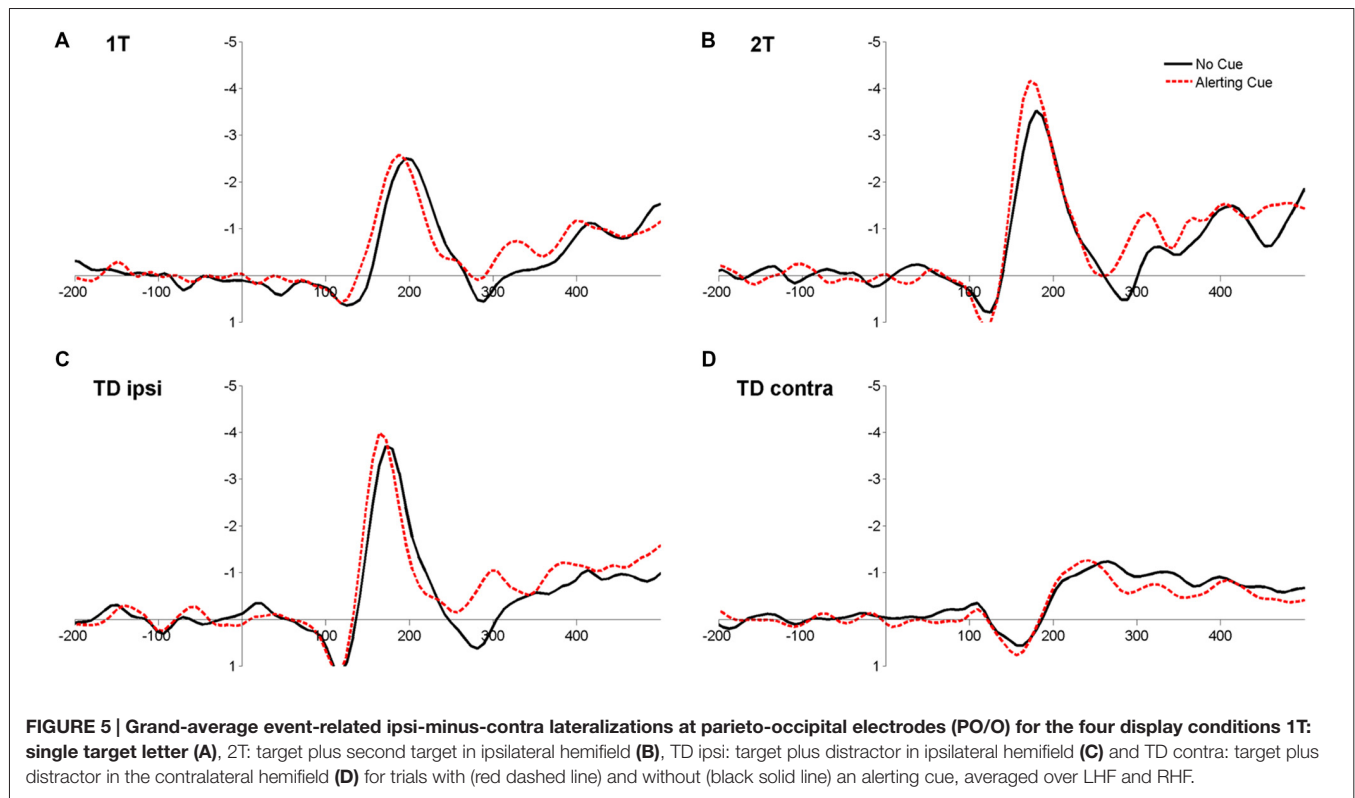 A 1T
-5
-4
-3
-2
-1
-200 -100 100 200 300 400
1
B 2T
No Cue
Alerting Cue
-5
-4
-3
-2
-1
-200 -100 100 200 300 400
1
C TD ipsi
-5
-4
-3
-2
-1
-200 -100 100 200 300 400
1
D TD contra
-5
-4
-3
-2
-1
-200 -100 100 200 300 400
1
FIGURE 5 | Grand-average event-related ipsi-minus-contra lateralizations at parieto-occipital electrodes (PO/O) for the four display conditions 1T:
single target letter (A), 2T: target plus second target in ipsilateral hemifield (B), TD ipsi: target plus distractor in ipsilateral hemifield (C) and TD contra: target plus
distractor in the contralateral hemifield (D) for trials with (red dashed line) and without (black solid line) an alerting cue, averaged over LHF and RHF.